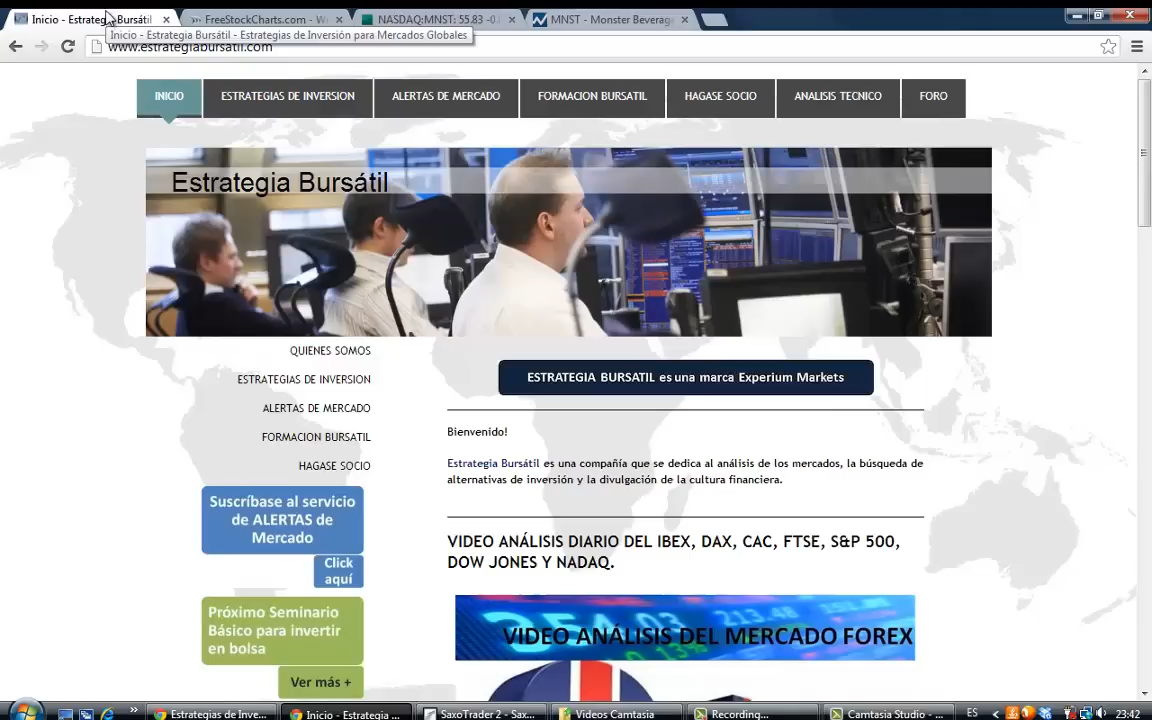 Inicio - Estrategia Bursátil
FreeStockCharts.com - W
NASDAQ:MNST: 55.83 -0.
MNST - Monster Beverag
Inicio - Estrategia Bursátil - Estrategias de Inversión para Mercados Globales
www.estrategiabursatil.com
INICIO
ESTRATEGIAS DE INVERSION
ALERTAS DE MERCADO
FORMACION BURSATIL
HAGASE SOCIO
ANALISIS TECNICO
FORO
Estrategia Bursátil
QUIENES SOMOS
ESTRATEGIAS DE INVERSION
ALERTAS DE MERCADO
FORMACION BURSATIL
HAGASE SOCIO
Suscríbase al servicio
de ALERTAS de
Mercado
Click
aquí
Próximo Seminario
Básico para invertir
en bolsa
Ver más +
ESTRATEGIA BURSATIL es una marca Experium Markets
Bienvenido!
Estrategia Bursátil es una compañía que se dedica al análisis de los mercados, la búsqueda de
alternativas de inversión y la divulgación de la cultura financiera.
VIDEO ANÁLISIS DIARIO DEL IBEX, DAX, CAC, FTSE, S&P 500,
DOW JONES Y NADAQ.
VIDEO ANÁLISIS DEL MERCADO FOREX
Estrategias de Inve...
Inicio - Estrategia ...
SaxoTrader 2 - Sax...
Videos Camtasia
Recording...
Camtasia Studio - ...
ES
23:42